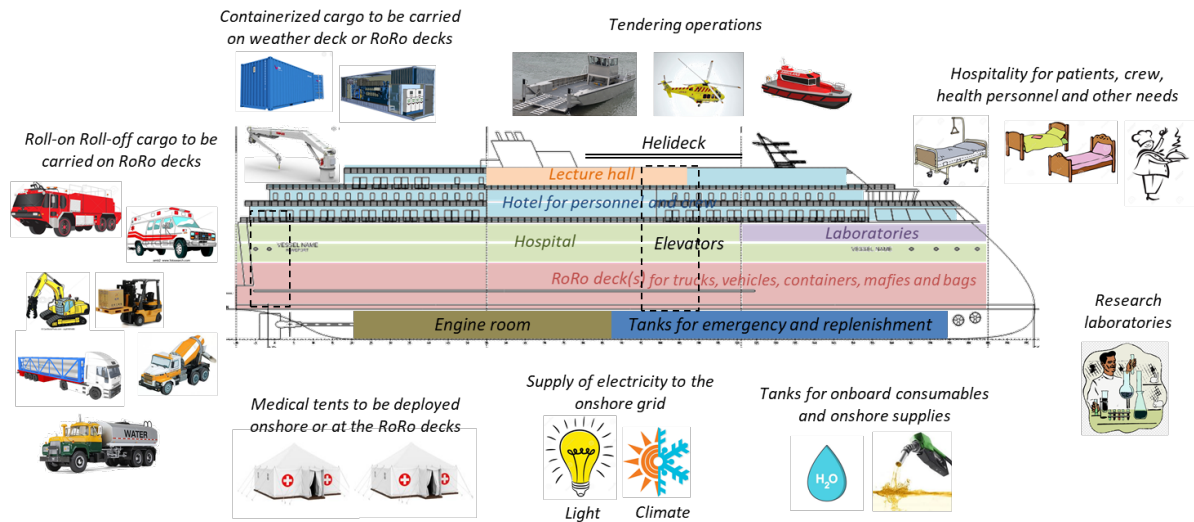 Containerized cargo to be carried
on weather deck or RoRo decks
Tendering operations
Hospitality for patients, crew,
health personnel and other needs
Roll-on Roll-off cargo to be
carried on RoRo decks
Helideck
Lecture hall
Hotel for personnel and crew
Hospital
Elevators
Laboratories
VESSEL NAME
VESSEL NAME
RoRo deck(s) for trucks, vehicles, containers, mafies and bags
Engine room
Tanks for emergency and replenishment
Research
laboratories
WATER
Medical tents to be deployed
onshore or at the RoRo decks
Supply of electricity to the
onshore grid
Tanks for onboard consumables
and onshore supplies
H₂O
Light
Climate